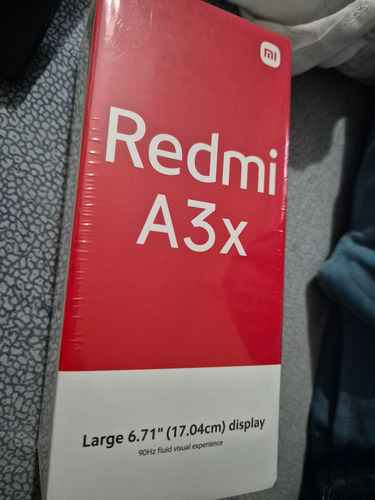 mi
Redmi
A3x
Large 6.71" (17.04cm) display
90Hz fluid visual experience